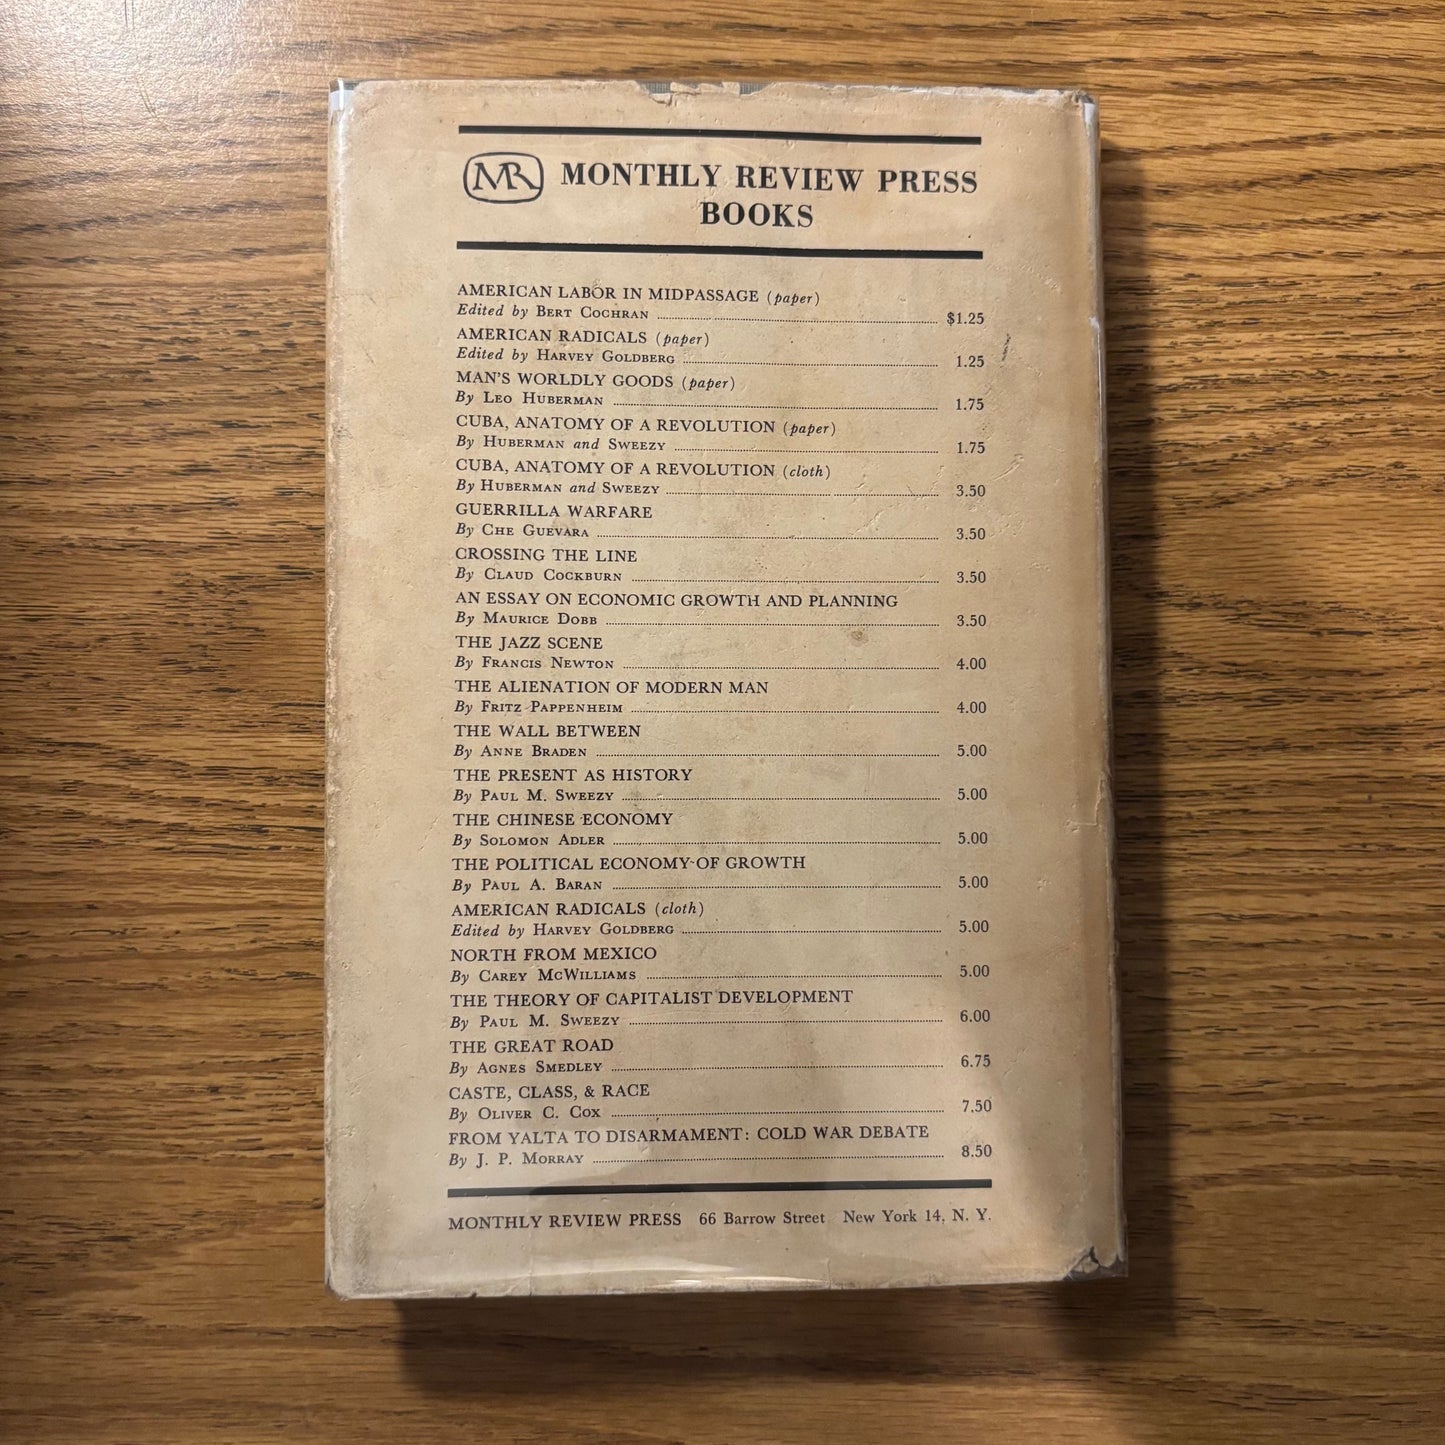 MR MONTHLY REVIEW PRESS
BOOKS
AMERICAN LABOR IN MIDPASSAGE (paper)
Edited by BERT COCHRAN $1.25
AMERICAN RADICALS (paper)
Edited by HARVEY GOLDBERG 1.25
MAN'S WORLDLY GOODS (paper)
By LEO HUBERMAN 1.75
CUBA, ANATOMY OF A REVOLUTION (paper)
By HUBERMAN and SWEEZY 1.75
CUBA, ANATOMY OF A REVOLUTION (cloth)
By HUBERMAN and SWEEZY 3.50
GUERRILLA WARFARE
By CHE GUEVARA 3.50
CROSSING THE LINE
By CLAUD COCKBURN 3.50
AN ESSAY ON ECONOMIC GROWTH AND PLANNING
By MAURICE DOBB 3.50
THE JAZZ SCENE
By FRANCIS NEWTON 4.00
THE ALIENATION OF MODERN MAN
By FRITZ PAPPENHEIM 4.00
THE WALL BETWEEN
By ANNE BRADEN 5.00
THE PRESENT AS HISTORY
By PAUL M. SWEEZY 5.00
THE CHINESE ECONOMY
By SOLOMON ADLER 5.00
THE POLITICAL ECONOMY OF GROWTH
By PAUL A. BARAN 5.00
AMERICAN RADICALS (cloth)
Edited by HARVEY GOLDBERG 5.00
NORTH FROM MEXICO
By CAREY MCWILLIAMS 5.00
THE THEORY OF CAPITALIST DEVELOPMENT
By PAUL M. SWEEZY 6.00
THE GREAT ROAD
By AGNES SMEDLEY 6.75
CASTE, CLASS, & RACE
By OLIVER C. COX 7.50
FROM YALTA TO DISARMAMENT: COLD WAR DEBATE
By J. P. MORRAY 8.50
MONTHLY REVIEW PRESS 66 Barrow Street New York 14, N. Y.